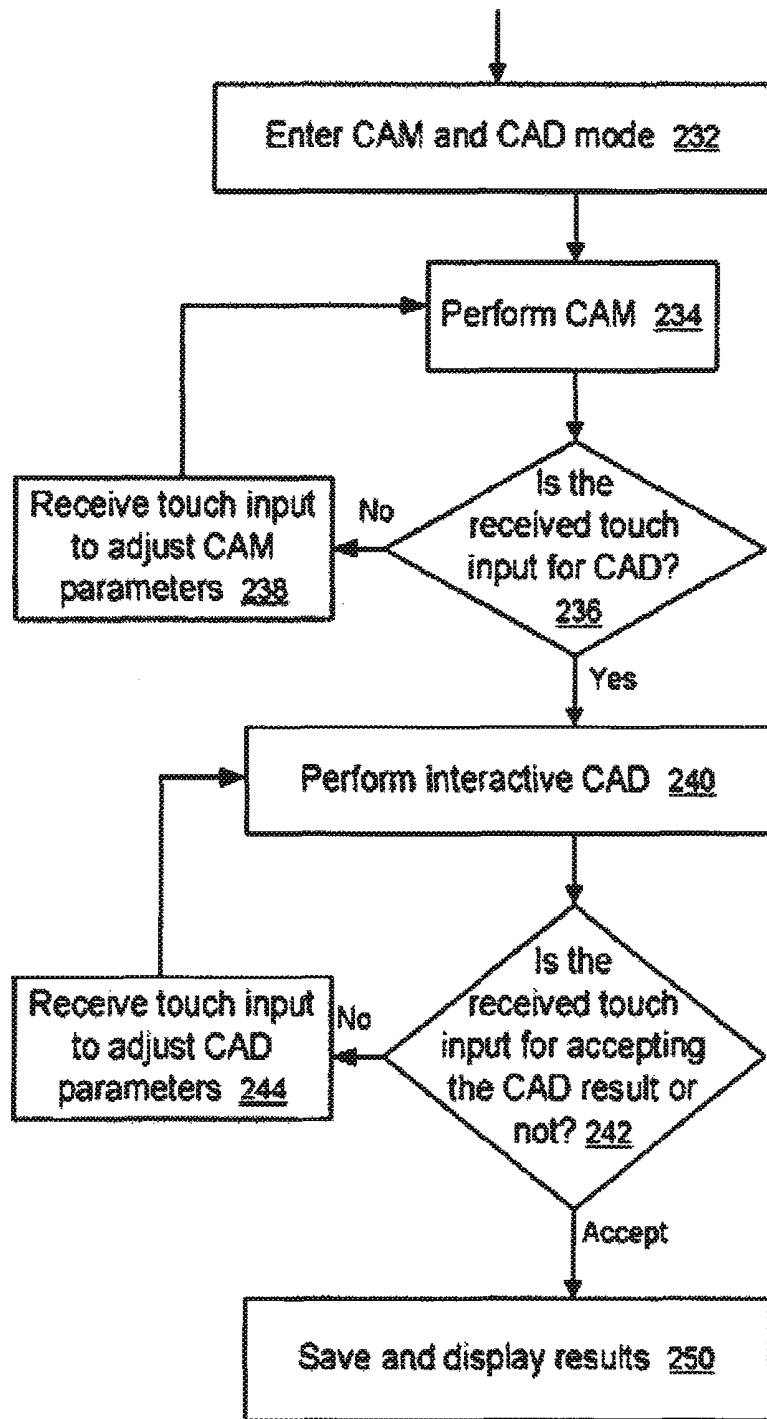 Enter CAM and CAD mode 232
Perform CAM 234
Is the
received touch
input for CAD?
236
No
Receive touch input
to adjust CAM
parameters 238
Yes
Perform interactive CAD 240
Is the
received touch
input for accepting
the CAD result or
not? 242
No
Receive touch input
to adjust CAD
parameters 244
Accept
Save and display results 250